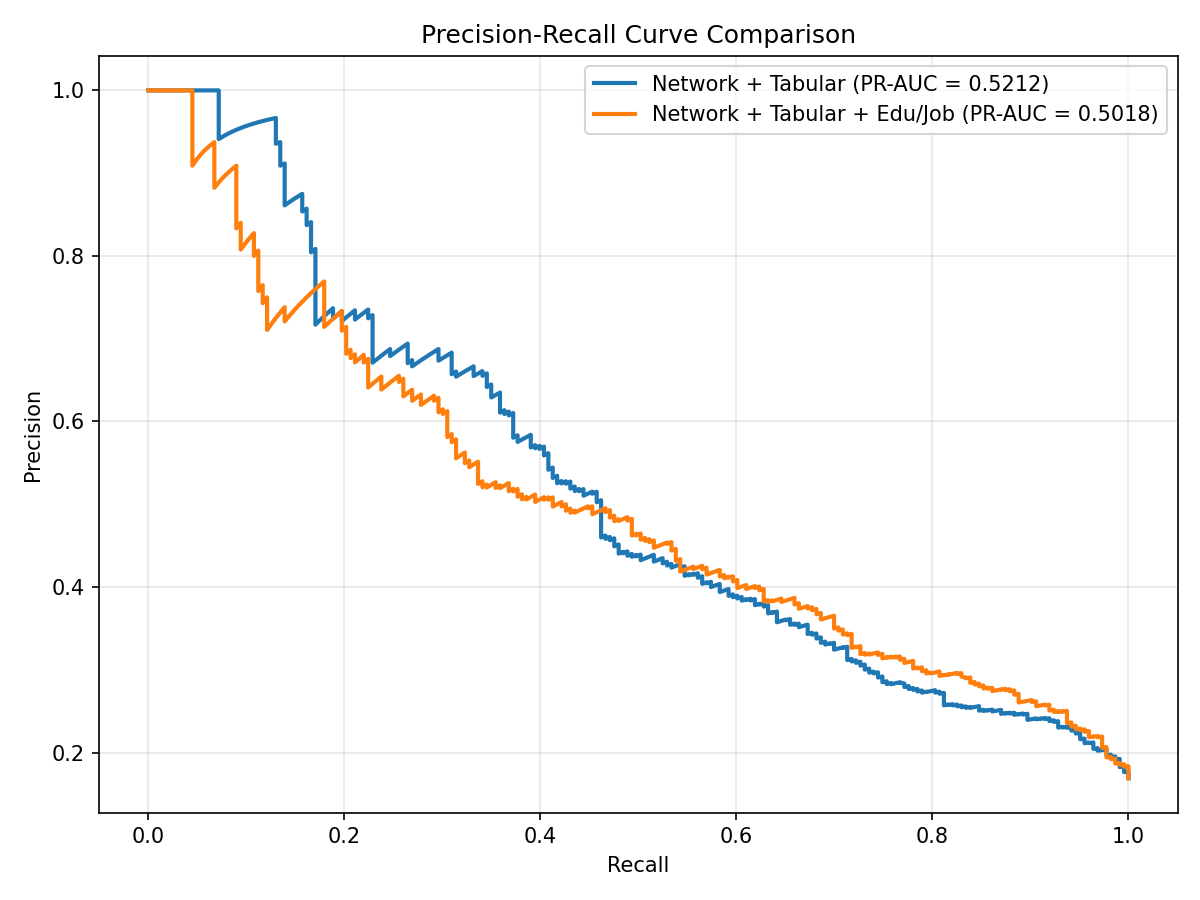 Precision-Recall Curve Comparison
Network + Tabular (PR-AUC = 0.5212)
Network + Tabular + Edu/Job (PR-AUC = 0.5018)
Precision
1.0
0.8
0.6
0.4
0.2
0.0 0.2 0.4 0.6 0.8 1.0
Recall